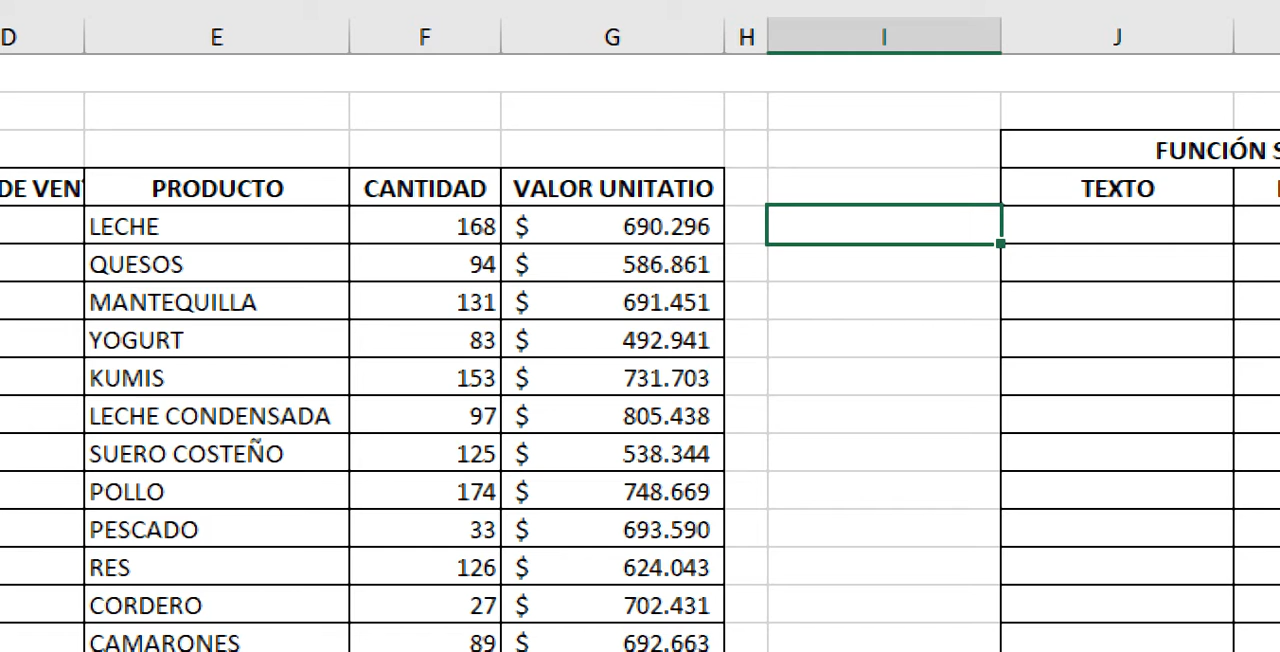 D E F G H I J
FUNCIÓN S
DE VEN PRODUCTO CANTIDAD VALOR UNITATIO TEXTO
LECHE 168 $ 690.296
QUESOS 94 $ 586.861
MANTEQUILLA 131 $ 691.451
YOGURT 83 $ 492.941
KUMIS 153 $ 731.703
LECHE CONDENSADA 97 $ 805.438
SUERO COSTEÑO 125 $ 538.344
POLLO 174 $ 748.669
PESCADO 33 $ 693.590
RES 126 $ 624.043
CORDERO 27 $ 702.431
CAMARONES 89 $ 692.663